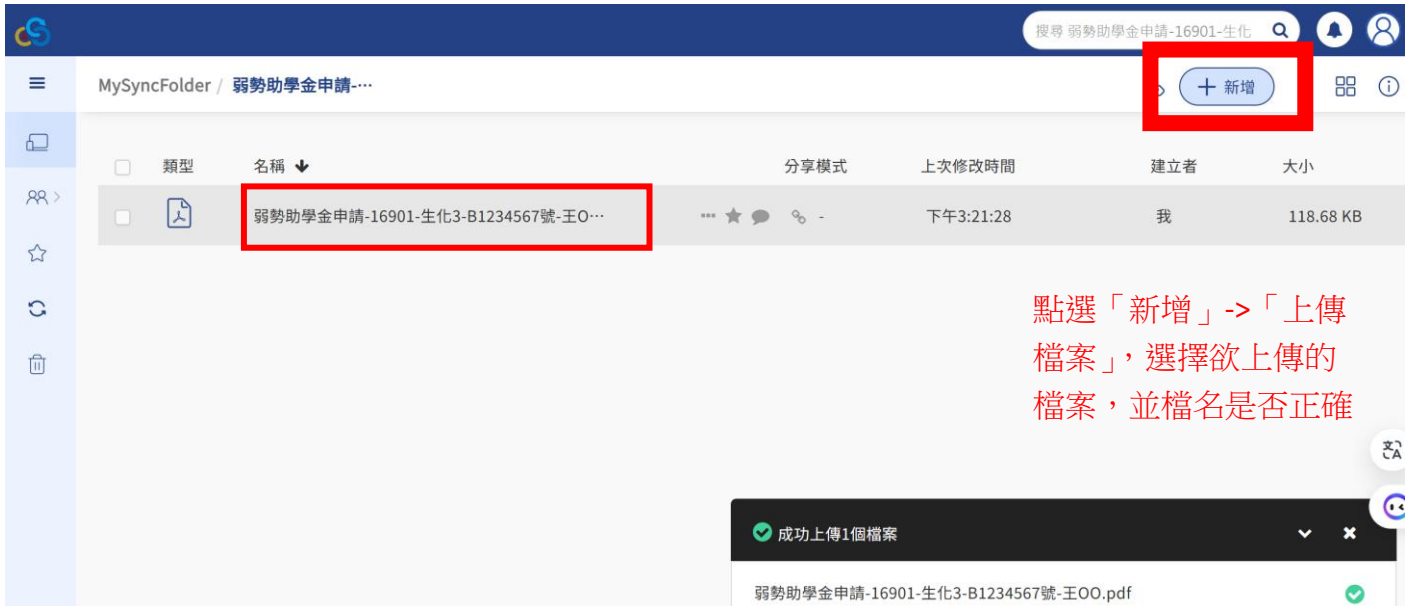 搜尋 弱勢助學金申請-16901-生化
MySyncFolder / 弱勢助學金申請-…
+ 新增
類型 名稱 分享模式 上次修改時間 建立者 大小
弱勢助學金申請-16901-生化3-B1234567號-王O… - 下午3:21:28 我 118.68 KB
點選「新增」->「上傳
檔案」，選擇欲上傳的
檔案，並檔名是否正確
成功上傳1個檔案
弱勢助學金申請-16901-生化3-B1234567號-王OO.pdf